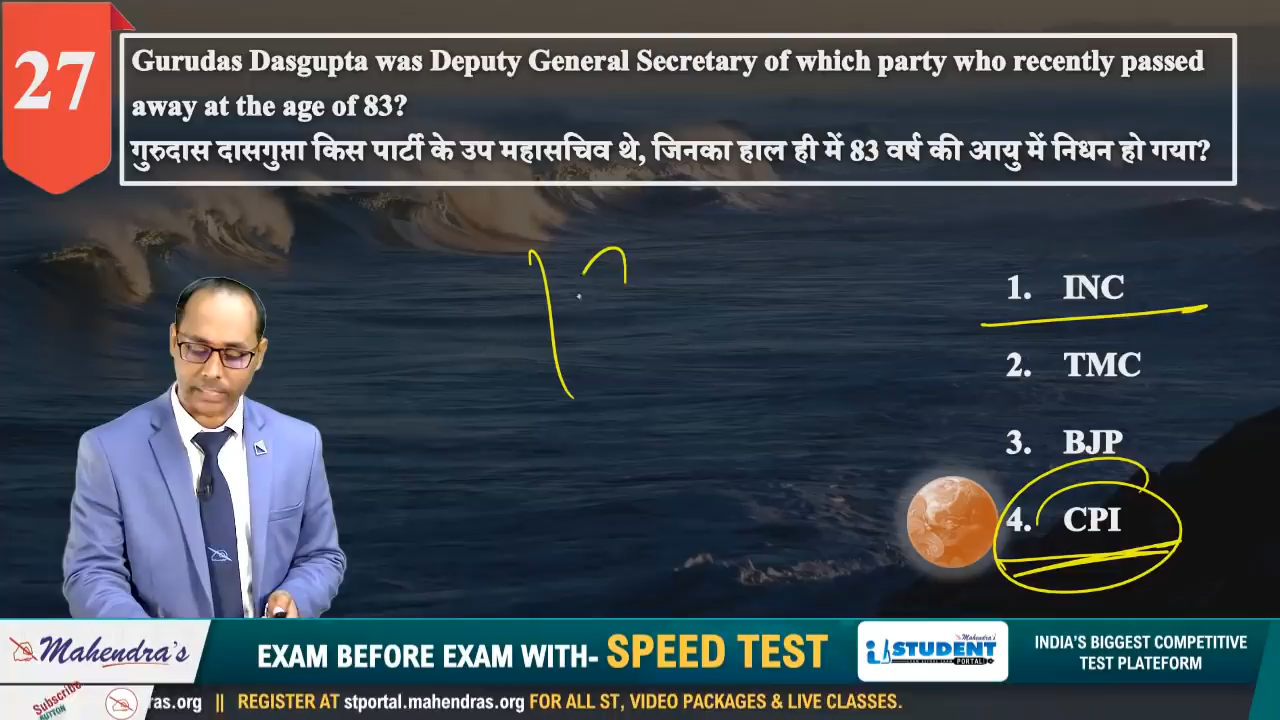 27
Gurudas Dasgupta was Deputy General Secretary of which party who recently passed
away at the age of 83?
गुरुदास दासगुप्ता किस पार्टी के उप महासचिव थे, जिनका हाल ही में 83 वर्ष की आयु में निधन हो गया?
1. INC
2. TMC
3. BJP
4. CPI
Mahendra's
EXAM BEFORE EXAM WITH- SPEED TEST
Mahendra's
STUDENT
PORTAL
INDIA'S BIGGEST COMPETITIVE
TEST PLATEFORM
Subscribe
BUTTON
ras.org || REGISTER AT stportal.mahendras.org FOR ALL ST, VIDEO PACKAGES & LIVE CLASSES.